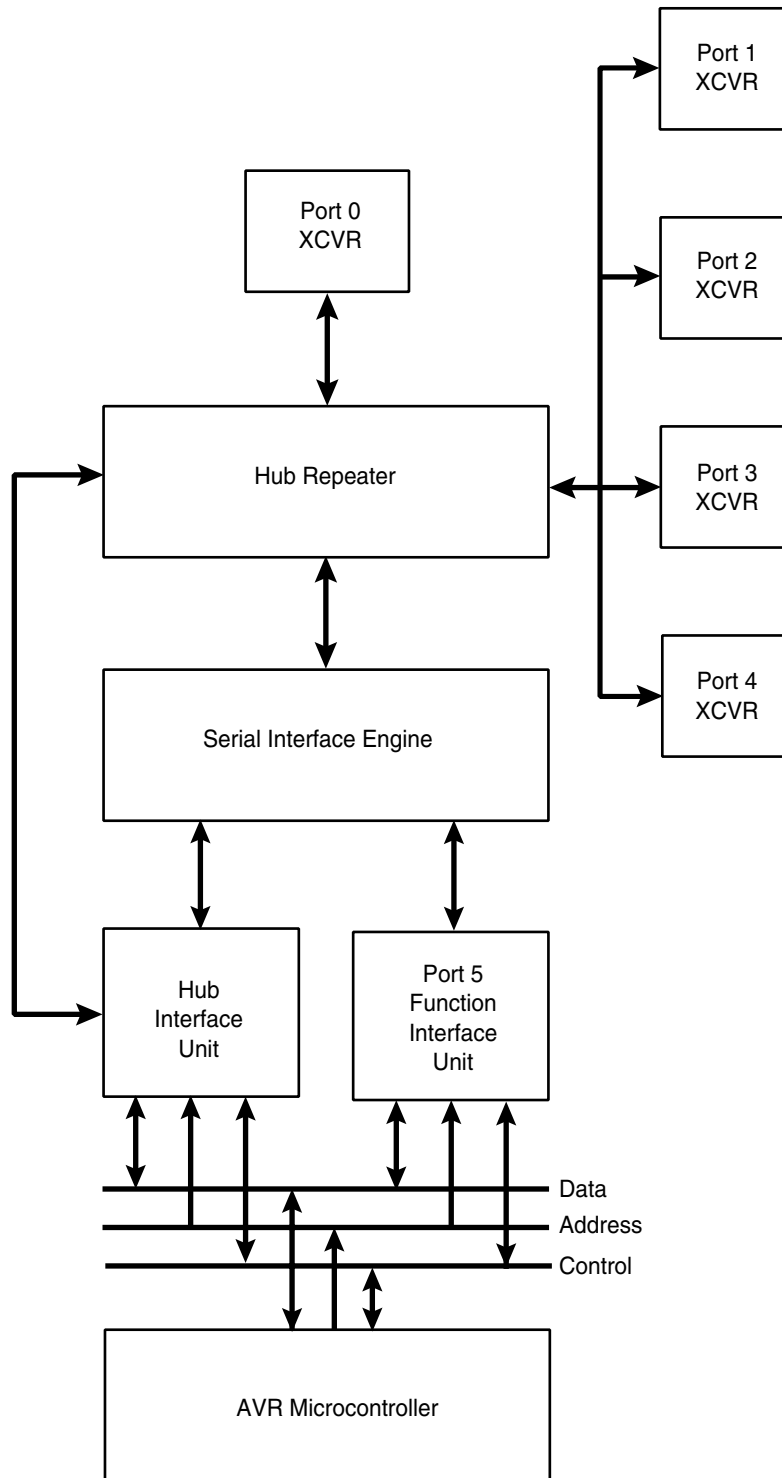 Port 1
XCVR
Port 0
XCVR
Port 2
XCVR
Hub Repeater
Port 3
XCVR
Serial Interface Engine
Port 4
XCVR
Hub
Interface
Unit
Port 5
Function
Interface
Unit
Data
Address
Control
AVR Microcontroller